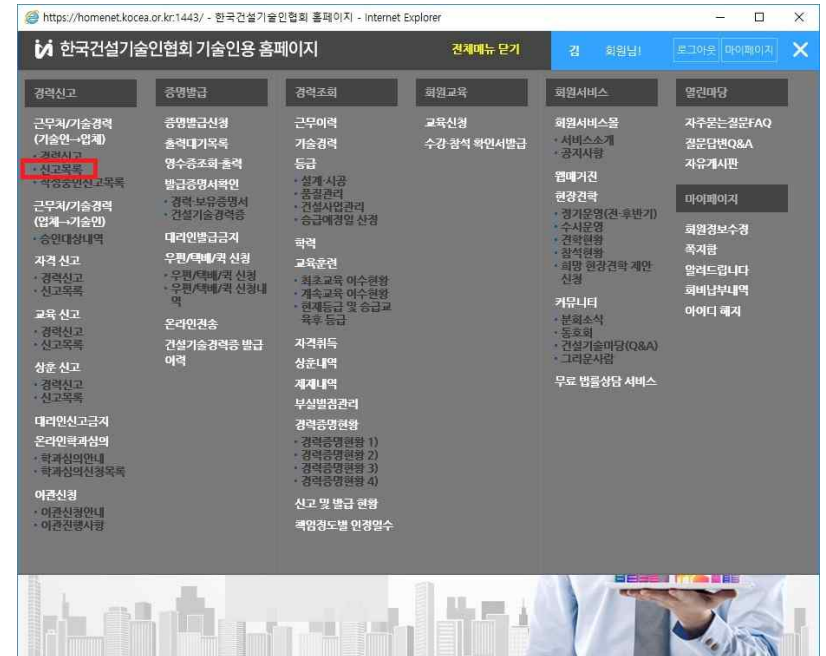 https://homenet.kocea.or.kr:1443/ - 한국건설기술인협회 홈페이지 - Internet Explorer
한국건설기술인협회 기술인용 홈페이지
전체메뉴 닫기
김 회원님!
로그아웃 마이페이지
경력신고
근무처/기술경력
(기술인→업체)
· 경력신고
· 신고목록
· 작성중인신고목록
근무처/기술경력
(업체→기술인)
· 승인대상내역
자격 신고
· 경력신고
· 신고목록
교육 신고
· 경력신고
· 신고목록
상훈 신고
· 경력신고
· 신고목록
대리인신고금지
온라인학과심의
· 학과심의안내
· 학과심의신청목록
이관신청
· 이관신청안내
· 이관진행사항
증명발급
증명발급신청
출력대기목록
영수증조회·출력
발급증명서확인
· 경력·보유증명서
· 건설기술경력증
대리인발급금지
우편/택배/퀵 신청
· 우편/택배/퀵 신청
· 우편/택배/퀵 신청내
역
온라인전송
건설기술경력증 발급
이력
경력조회
근무이력
기술경력
등급
· 설계·시공
· 품질관리
· 건설사업관리
· 승급예정일 산정
학력
교육훈련
· 최초교육 이수현황
· 계속교육 이수현황
· 현재등급 및 승급교
육후 등급
자격취득
상훈내역
제재내역
부실벌점관리
경력증명현황
· 경력증명현황 1)
· 경력증명현황 2)
· 경력증명현황 3)
· 경력증명현황 4)
신고 및 발급 현황
책임정도별 인정일수
회원교육
교육신청
수강·참석 확인서발급
회원서비스
회원서비스몰
· 서비스소개
· 공지사항
웹매거진
현장견학
· 정기운영(전·후반기)
· 수시운영
· 견학현황
· 참석현황
· 희망 현장견학 제안
신청
커뮤니티
· 분회소식
· 동호회
· 건설기술마당(Q&A)
· 그리운사람
무료 법률상담 서비스
열린마당
자주묻는질문FAQ
질문답변Q&A
자유게시판
마이페이지
회원정보수정
쪽지함
알려드립니다
회비납부내역
아이디 해지